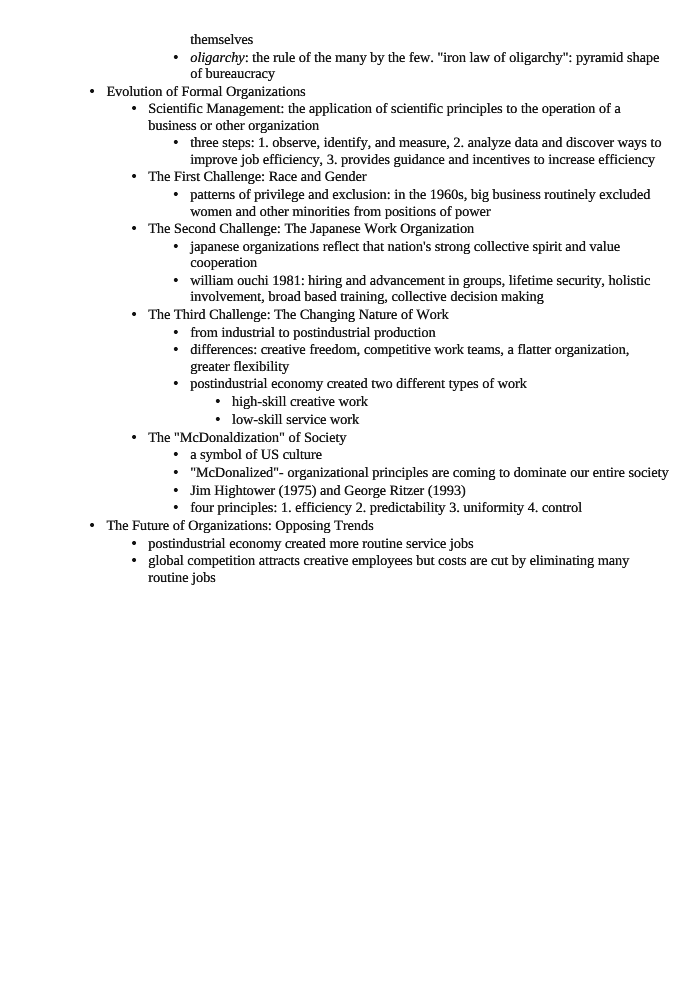 themselves
• oligarchy: the rule of the many by the few. "iron law of oligarchy": pyramid shape
of bureaucracy
• Evolution of Formal Organizations
• Scientific Management: the application of scientific principles to the operation of a
business or other organization
• three steps: 1. observe, identify, and measure, 2. analyze data and discover ways to
improve job efficiency, 3. provides guidance and incentives to increase efficiency
• The First Challenge: Race and Gender
• patterns of privilege and exclusion: in the 1960s, big business routinely excluded
women and other minorities from positions of power
• The Second Challenge: The Japanese Work Organization
• japanese organizations reflect that nation's strong collective spirit and value
cooperation
• william ouchi 1981: hiring and advancement in groups, lifetime security, holistic
involvement, broad based training, collective decision making
• The Third Challenge: The Changing Nature of Work
• from industrial to postindustrial production
• differences: creative freedom, competitive work teams, a flatter organization,
greater flexibility
• postindustrial economy created two different types of work
• high-skill creative work
• low-skill service work
• The "McDonaldization" of Society
• a symbol of US culture
• "McDonalized"- organizational principles are coming to dominate our entire society
• Jim Hightower (1975) and George Ritzer (1993)
• four principles: 1. efficiency 2. predictability 3. uniformity 4. control
• The Future of Organizations: Opposing Trends
• postindustrial economy created more routine service jobs
• global competition attracts creative employees but costs are cut by eliminating many
routine jobs